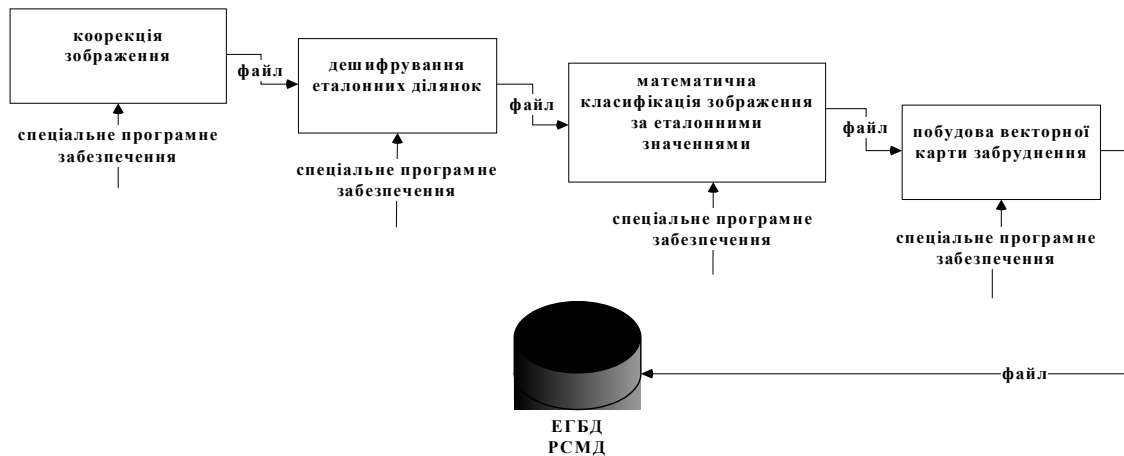 коорекція
зображення
файл
дешифрування
еталонних ділянок
файл
математична
класифікація зображення
за еталонними
значеннями
файл
побудова векторної
карти забруднення
спеціальне програмне
забезпечення
спеціальне програмне
забезпечення
спеціальне програмне
забезпечення
спеціальне програмне
забезпечення
файл
ЕГБД
РСМД